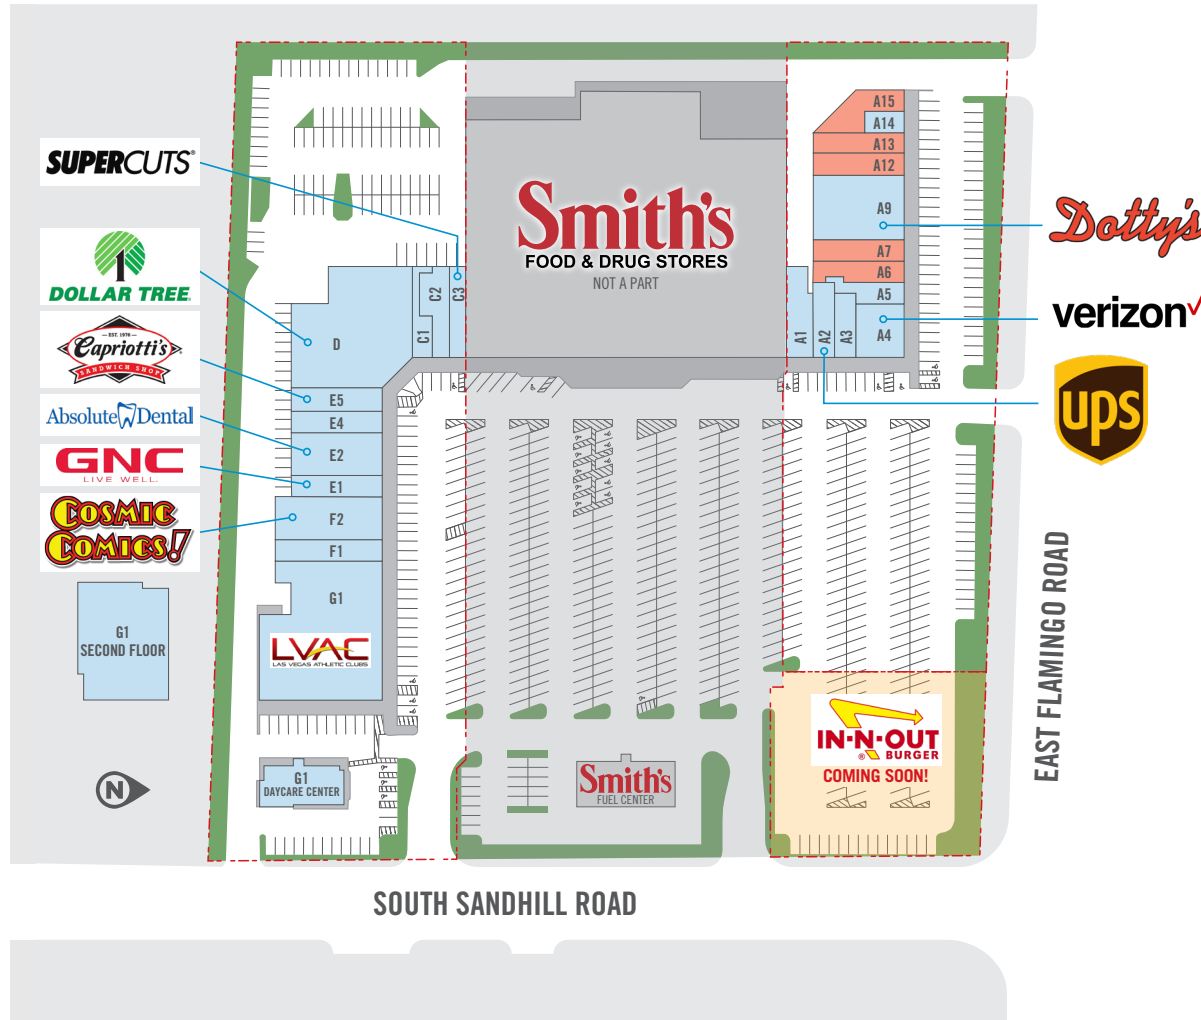 SUPERCUTS®
1
DOLLAR TREE
EST. 1976
Capriotti's
SANDWICH SHOP
Absolute Dental
GNC
LIVE WELL.
COSMIC
COMICS!
G1
SECOND FLOOR
N
Smith's
FOOD & DRUG STORES
NOT A PART
A15
A14
A13
A12
A9
A7
A6
A5
A4
A3
A2
A1
C3
C2
C1
D
E5
E4
E2
E1
F2
F1
G1
LVAC
LAS VEGAS ATHLETIC CLUBS
G1
DAYCARE CENTER
Smith's
FUEL CENTER
IN-N-OUT
® BURGER
COMING SOON!
Dotty's
verizon
ups
EAST FLAMINGO ROAD
SOUTH SANDHILL ROAD